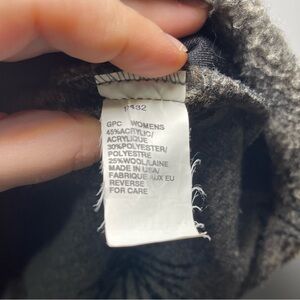 GPC WOMENS
45%ACRYLIC/
ACRYLIQUE
30%POLYESTER/
POLYESTRE
25%WOOL/LAINE
MADE IN USA/
FABRIQUE AUX EU
REVERSE
FOR CARE